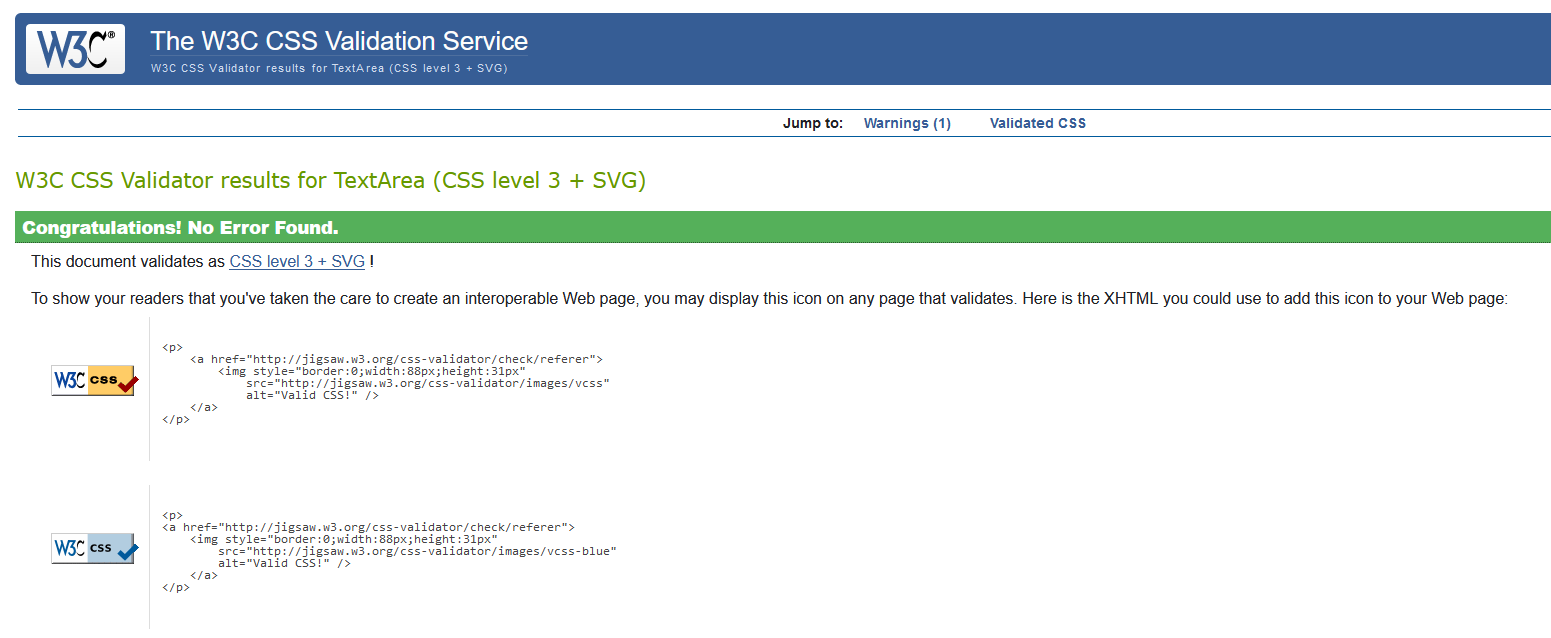 W3C® The W3C CSS Validation Service
W3C CSS Validator results for TextArea (CSS level 3 + SVG)
Jump to: Warnings (1) Validated CSS
W3C CSS Validator results for TextArea (CSS level 3 + SVG)
Congratulations! No Error Found.
This document validates as CSS level 3 + SVG !
To show your readers that you've taken the care to create an interoperable Web page, you may display this icon on any page that validates. Here is the XHTML you could use to add this icon to your Web page:
W3C css
<p>
    <a href="http://jigsaw.w3.org/css-validator/check/referer">
        <img style="border:0;width:88px;height:31px"
            src="http://jigsaw.w3.org/css-validator/images/vcss"
            alt="Valid CSS!" />
    </a>
</p>
W3C css
<p>
<a href="http://jigsaw.w3.org/css-validator/check/referer">
    <img style="border:0;width:88px;height:31px"
        src="http://jigsaw.w3.org/css-validator/images/vcss-blue"
        alt="Valid CSS!" />
    </a>
</p>